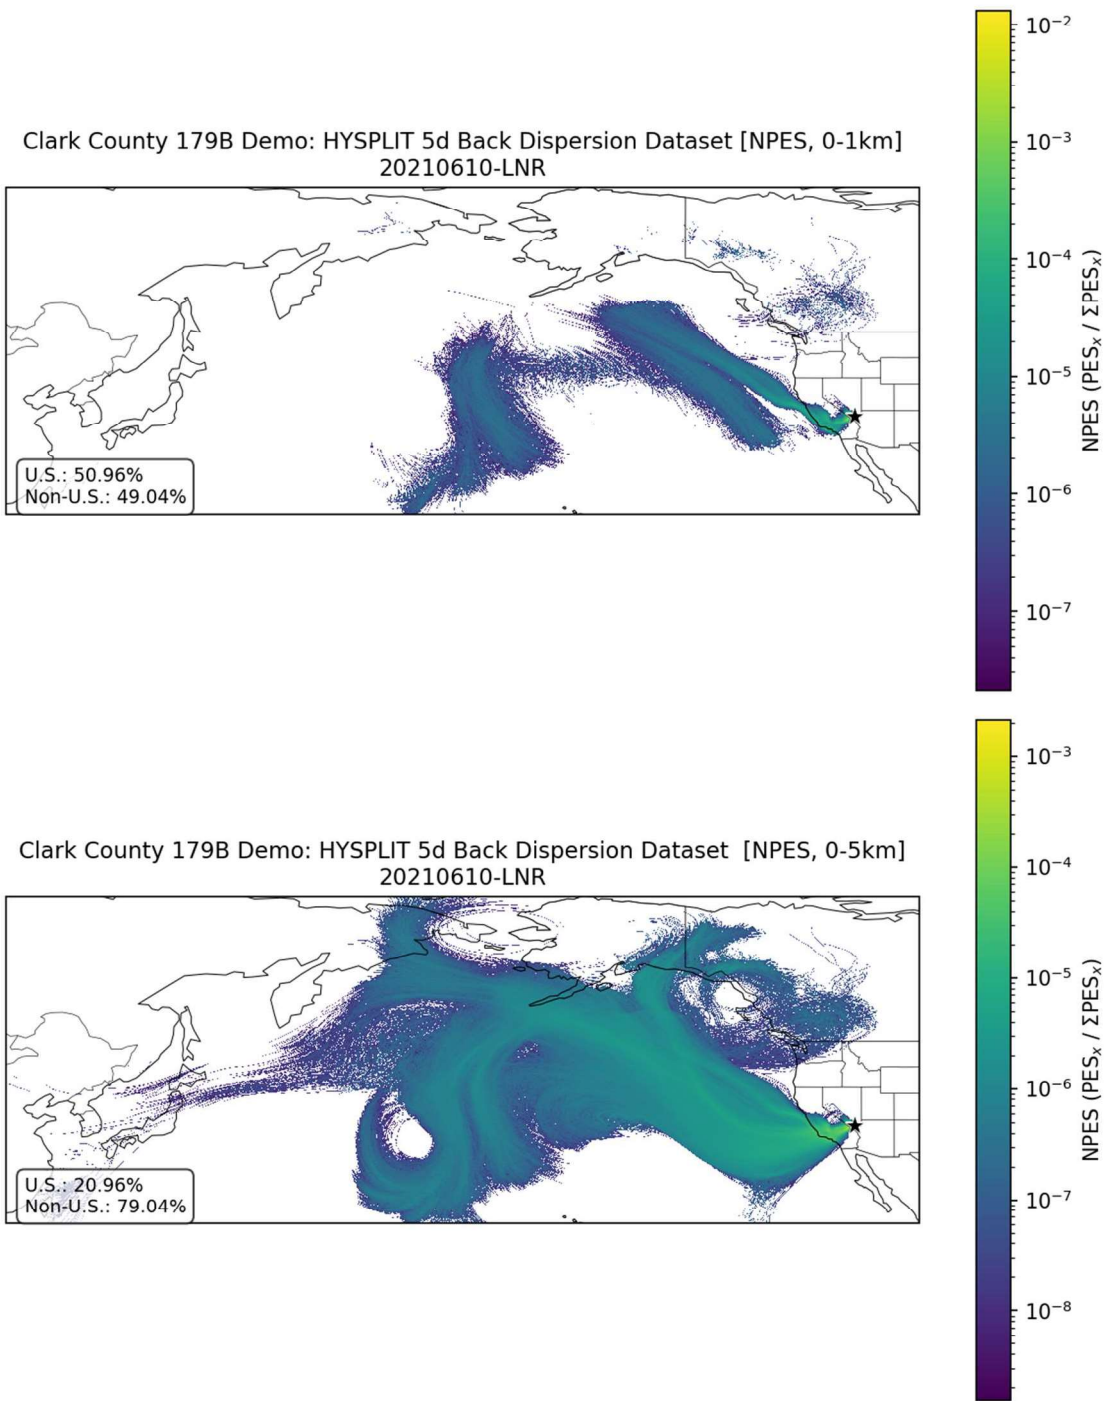 Clark County 179B Demo: HYSPLIT 5d Back Dispersion Dataset [NPES, 0-1km]
20210610-LNR
U.S.: 50.96%
Non-U.S.: 49.04%
10⁻²
10⁻³
10⁻⁴
10⁻⁵
10⁻⁶
10⁻⁷
NPES (PESₓ / ΣPESₓ)
Clark County 179B Demo: HYSPLIT 5d Back Dispersion Dataset  [NPES, 0-5km]
20210610-LNR
U.S.: 20.96%
Non-U.S.: 79.04%
10⁻³
10⁻⁴
10⁻⁵
10⁻⁶
10⁻⁷
10⁻⁸
NPES (PESₓ / ΣPESₓ)